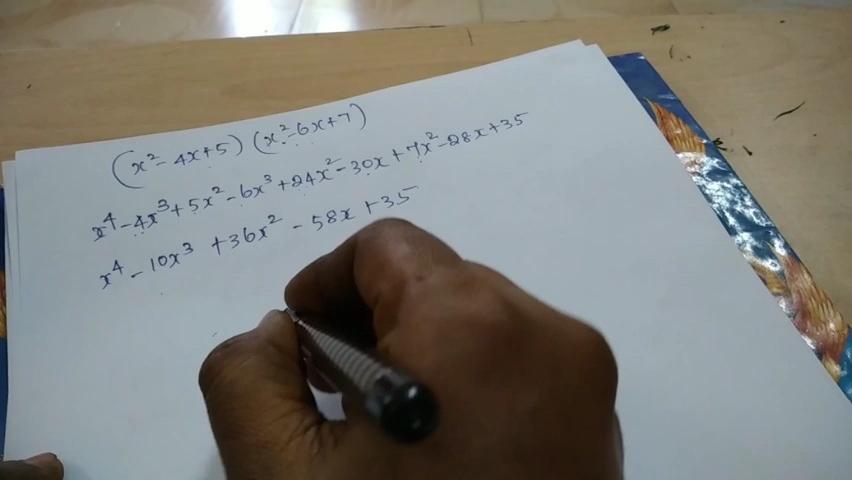 (x² - 4x + 5) (x² - 6x + 7)
x⁴ - 4x³ + 5x² - 6x³ + 24x² - 30x + 7x² - 28x + 35
x⁴ - 10x³ + 36x² - 58x + 35